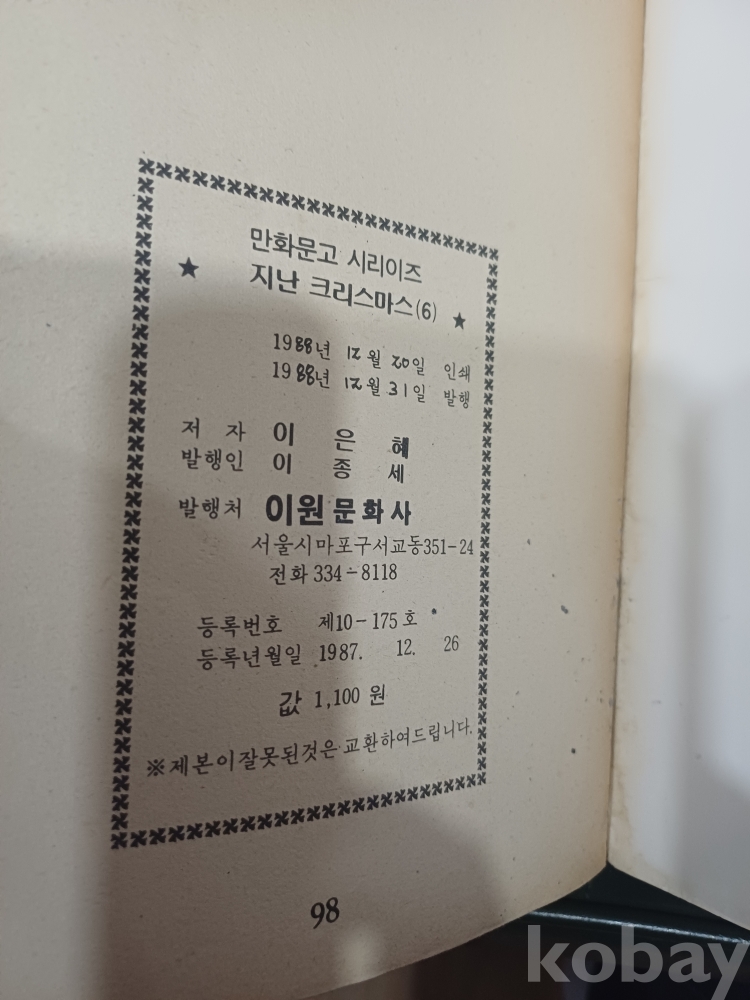 만화문고 시리이즈
★ 지난 크리스마스(6) ★
1988년 12월 20일 인쇄
1988년 12월 31일 발행
저 자 이 은 혜
발행인 이 종 세
발행처 이원문화사
서울시마포구서교동351-24
전화 334-8118
등록번호 제10-175호
등록년월일 1987. 12. 26
값 1,100 원
※제본이잘못된것은교환하여드립니다.
98
kobay